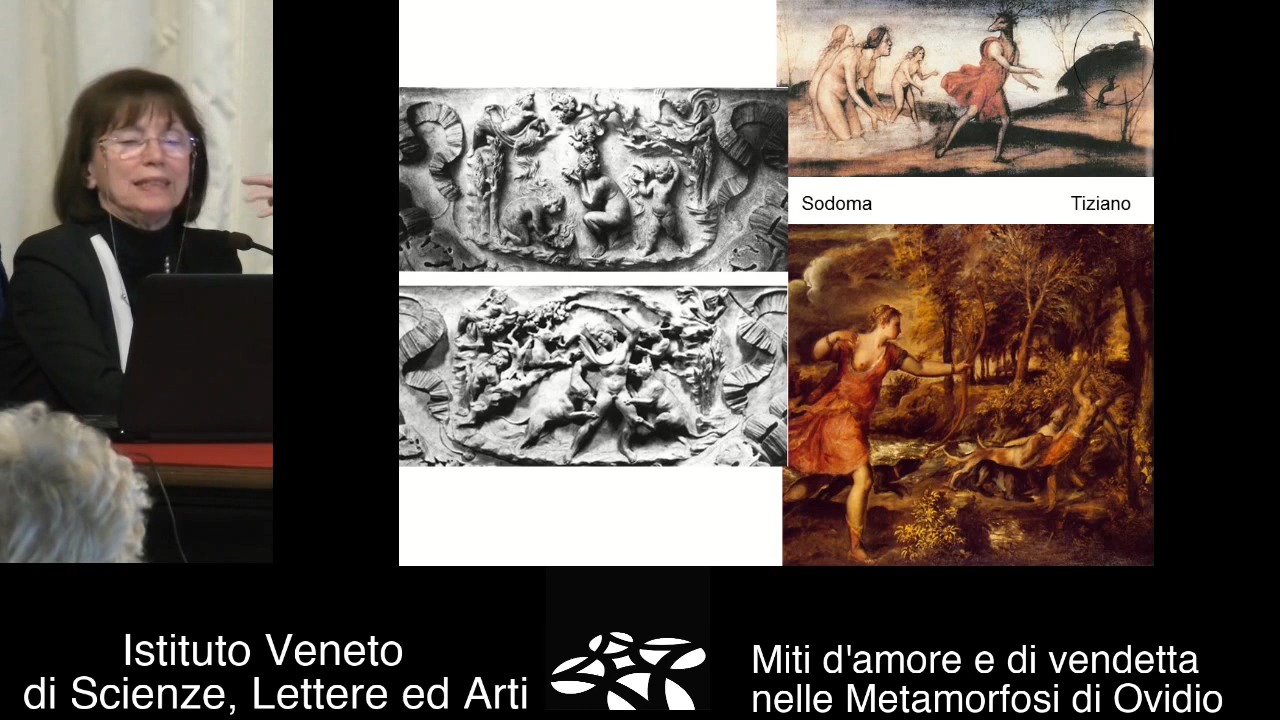 Sodoma
Tiziano
Istituto Veneto
di Scienze, Lettere ed Arti
Miti d'amore e di vendetta
nelle Metamorfosi di Ovidio